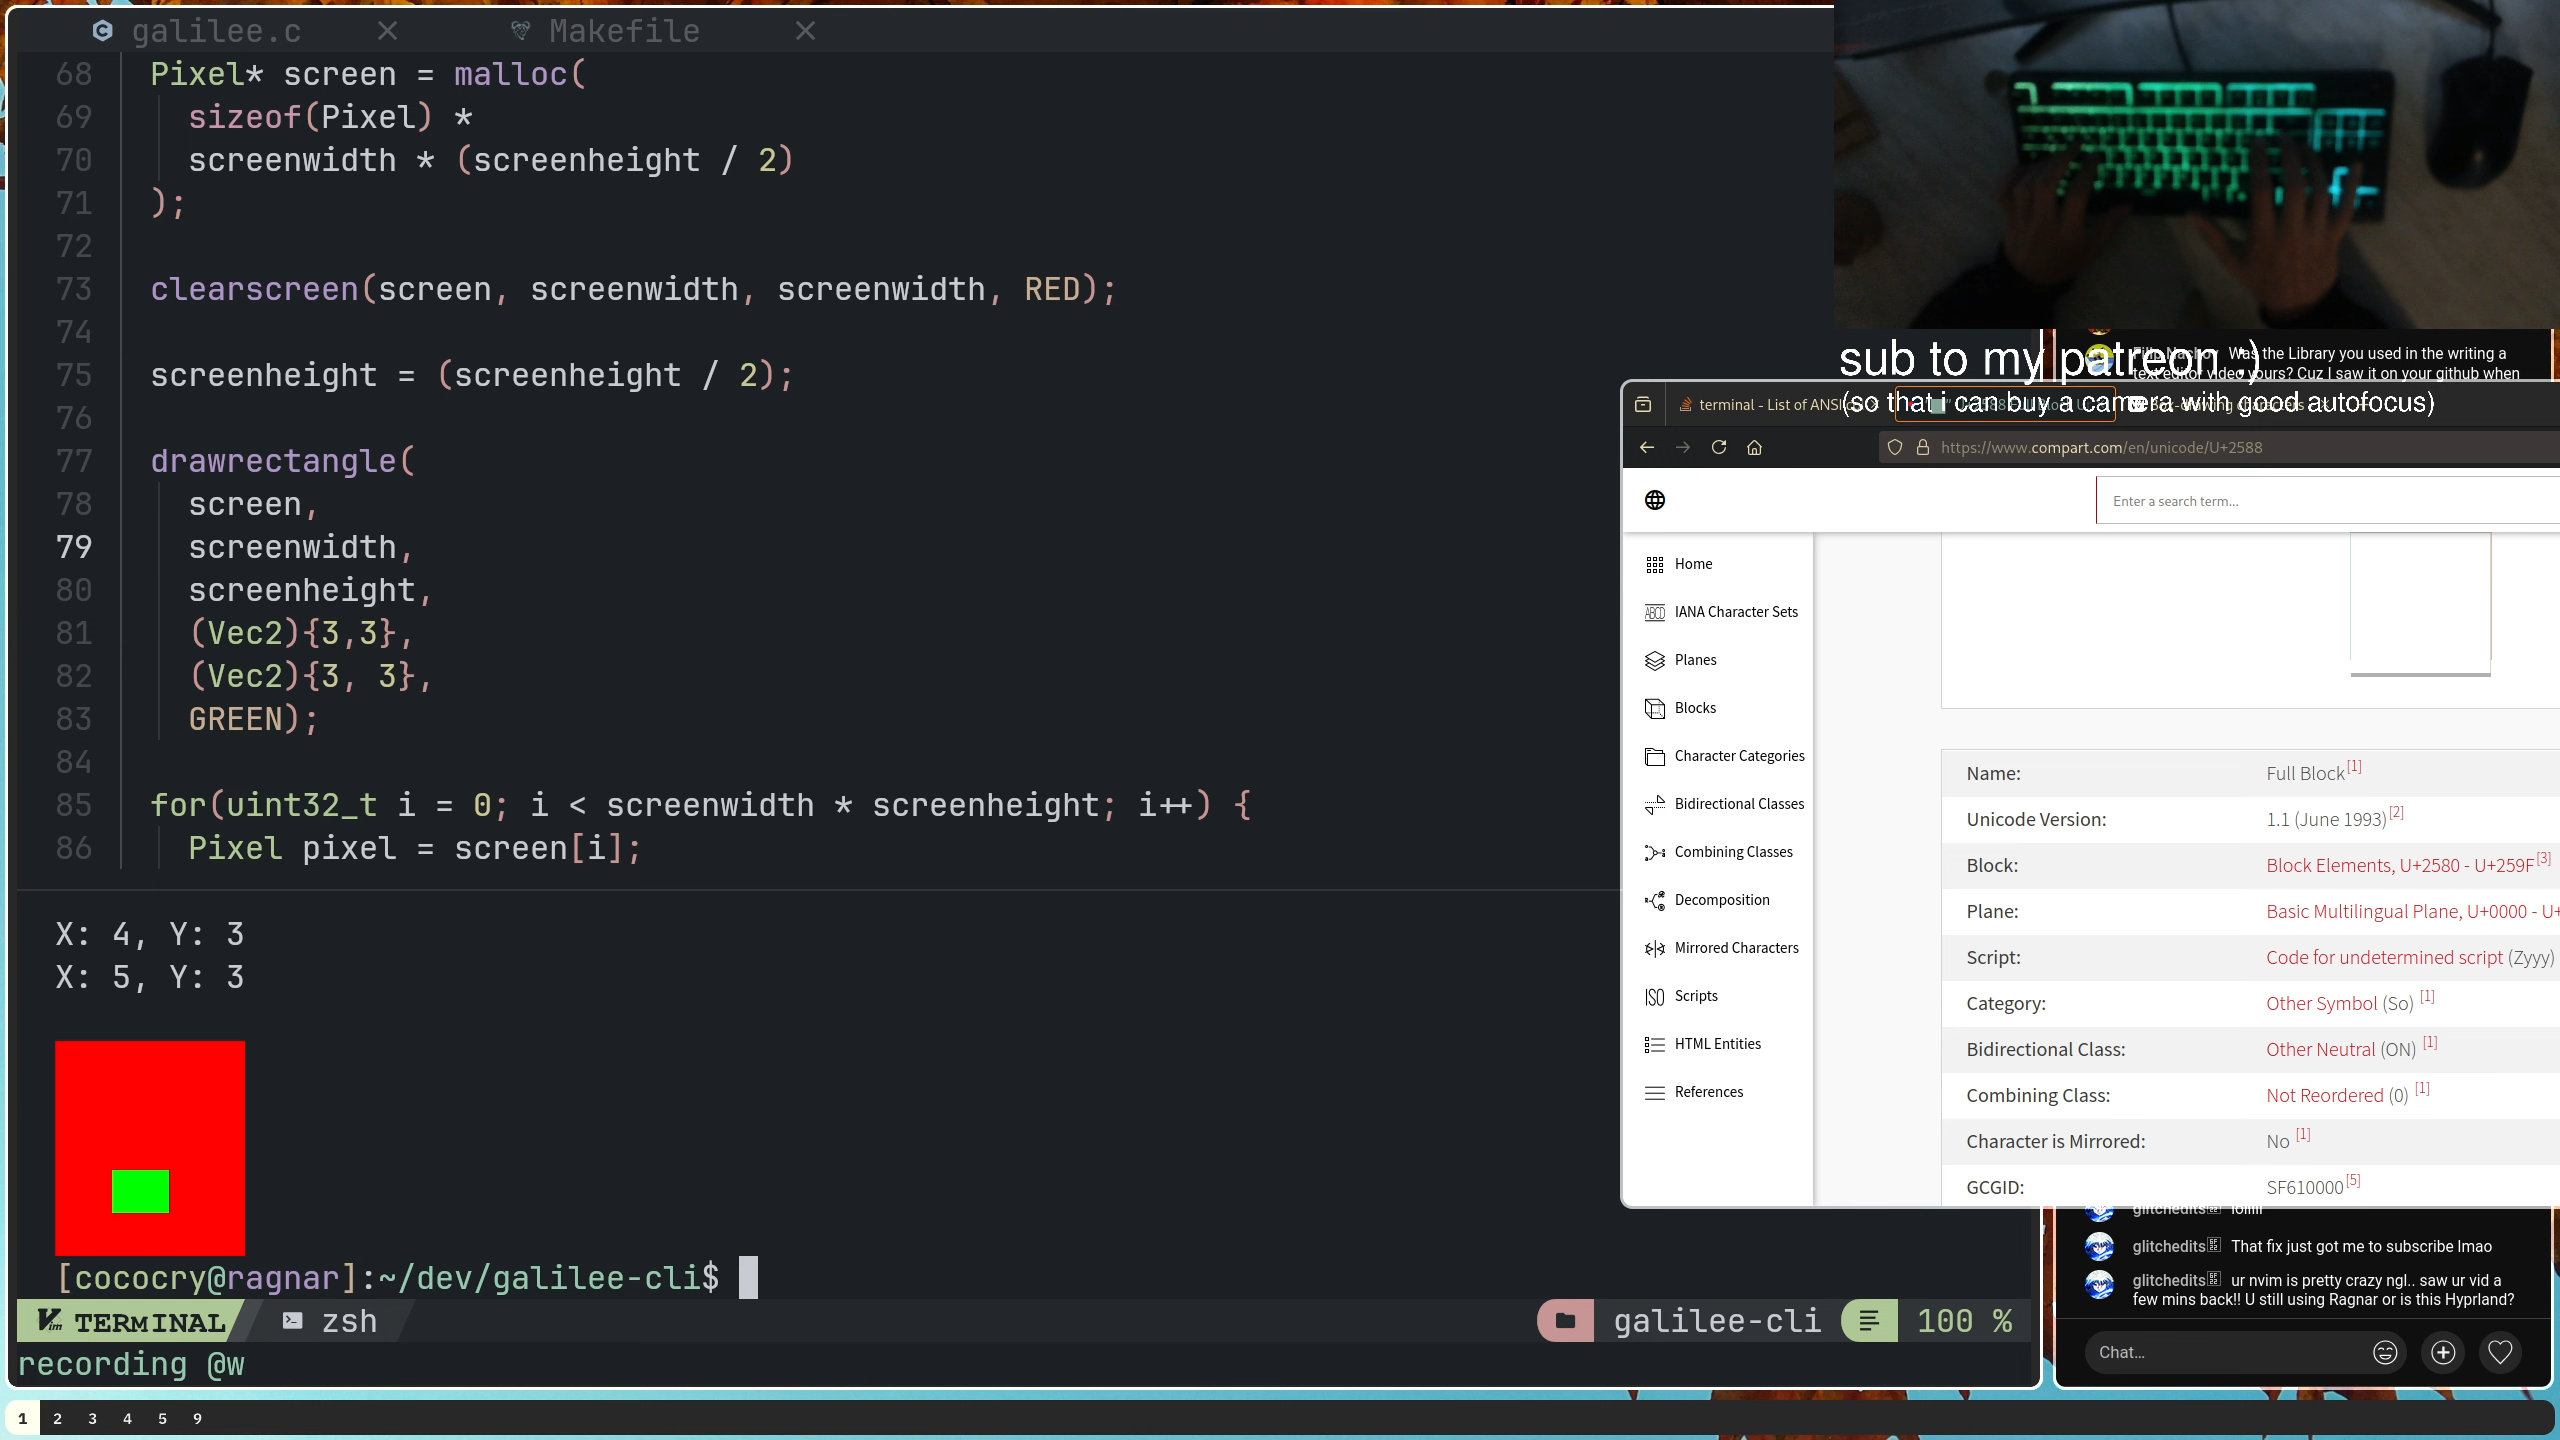 galilee.c
Makefile
68 Pixel* screen = malloc(
69 sizeof(Pixel) *
70 screenwidth * (screenheight / 2)
71 );
72
73 clearscreen(screen, screenwidth, screenwidth, RED);
74
75 screenheight = (screenheight / 2);
76
77 drawrectangle(
78 screen,
79 screenwidth,
80 screenheight,
81 (Vec2){3,3},
82 (Vec2){3, 3},
83 GREEN);
84
85 for(uint32_t i = 0; i < screenwidth * screenheight; i++) {
86 Pixel pixel = screen[i];
X: 4, Y: 3
X: 5, Y: 3
[cococry@ragnar]:~/dev/galilee-cli$
VIM TERMINAL zsh galilee-cli 100 %
recording @w
1 2 3 4 5 9
Was the Library you used in the writing a
text editor video yours? Cuz I saw it on your github when
sub to my patreon :)
(so that i can buy a camera with good autofocus)
terminal - List of ANSI
https://www.compart.com/en/unicode/U+2588
Enter a search term...
Home
IANA Character Sets
Planes
Blocks
Character Categories
Bidirectional Classes
Combining Classes
Decomposition
Mirrored Characters
Scripts
HTML Entities
References
Name: Full Block[1]
Unicode Version: 1.1 (June 1993)[2]
Block: Block Elements, U+2580 - U+259F[3]
Plane: Basic Multilingual Plane, U+0000 - U+
Script: Code for undetermined script (Zyyy)
Category: Other Symbol (So) [1]
Bidirectional Class: Other Neutral (ON) [1]
Combining Class: Not Reordered (0) [1]
Character is Mirrored: No [1]
GCGID: SF610000[5]
glitchedits
glitchedits That fix just got me to subscribe lmao
glitchedits ur nvim is pretty crazy ngl.. saw ur vid a
few mins back!! U still using Ragnar or is this Hyprland?
Chat...